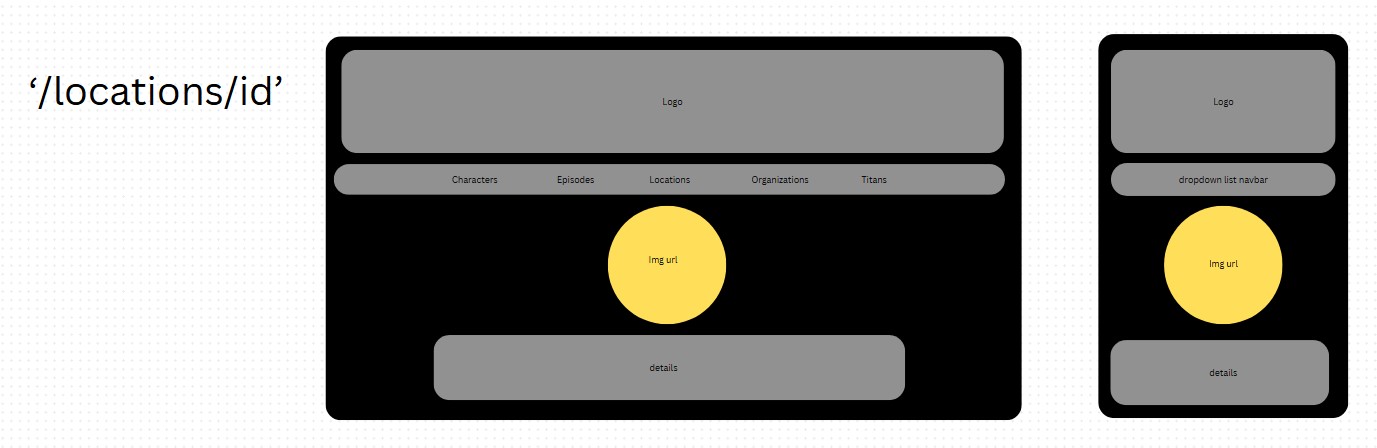 ‘/locations/id’
Logo
Characters Episodes Locations Organizations Titans
Img url
details
Logo
dropdown list navbar
Img url
details